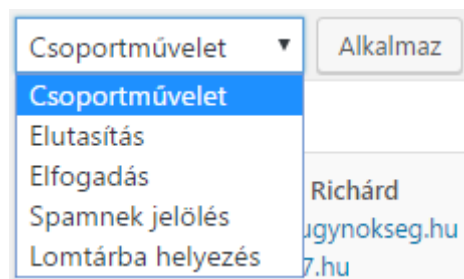 Csoportművelet Alkalmaz
Csoportművelet
Elutasítás
Elfogadás
Spamnek jelölés
Lomtárba helyezés
Richárd
ugynokseg.hu
7.hu